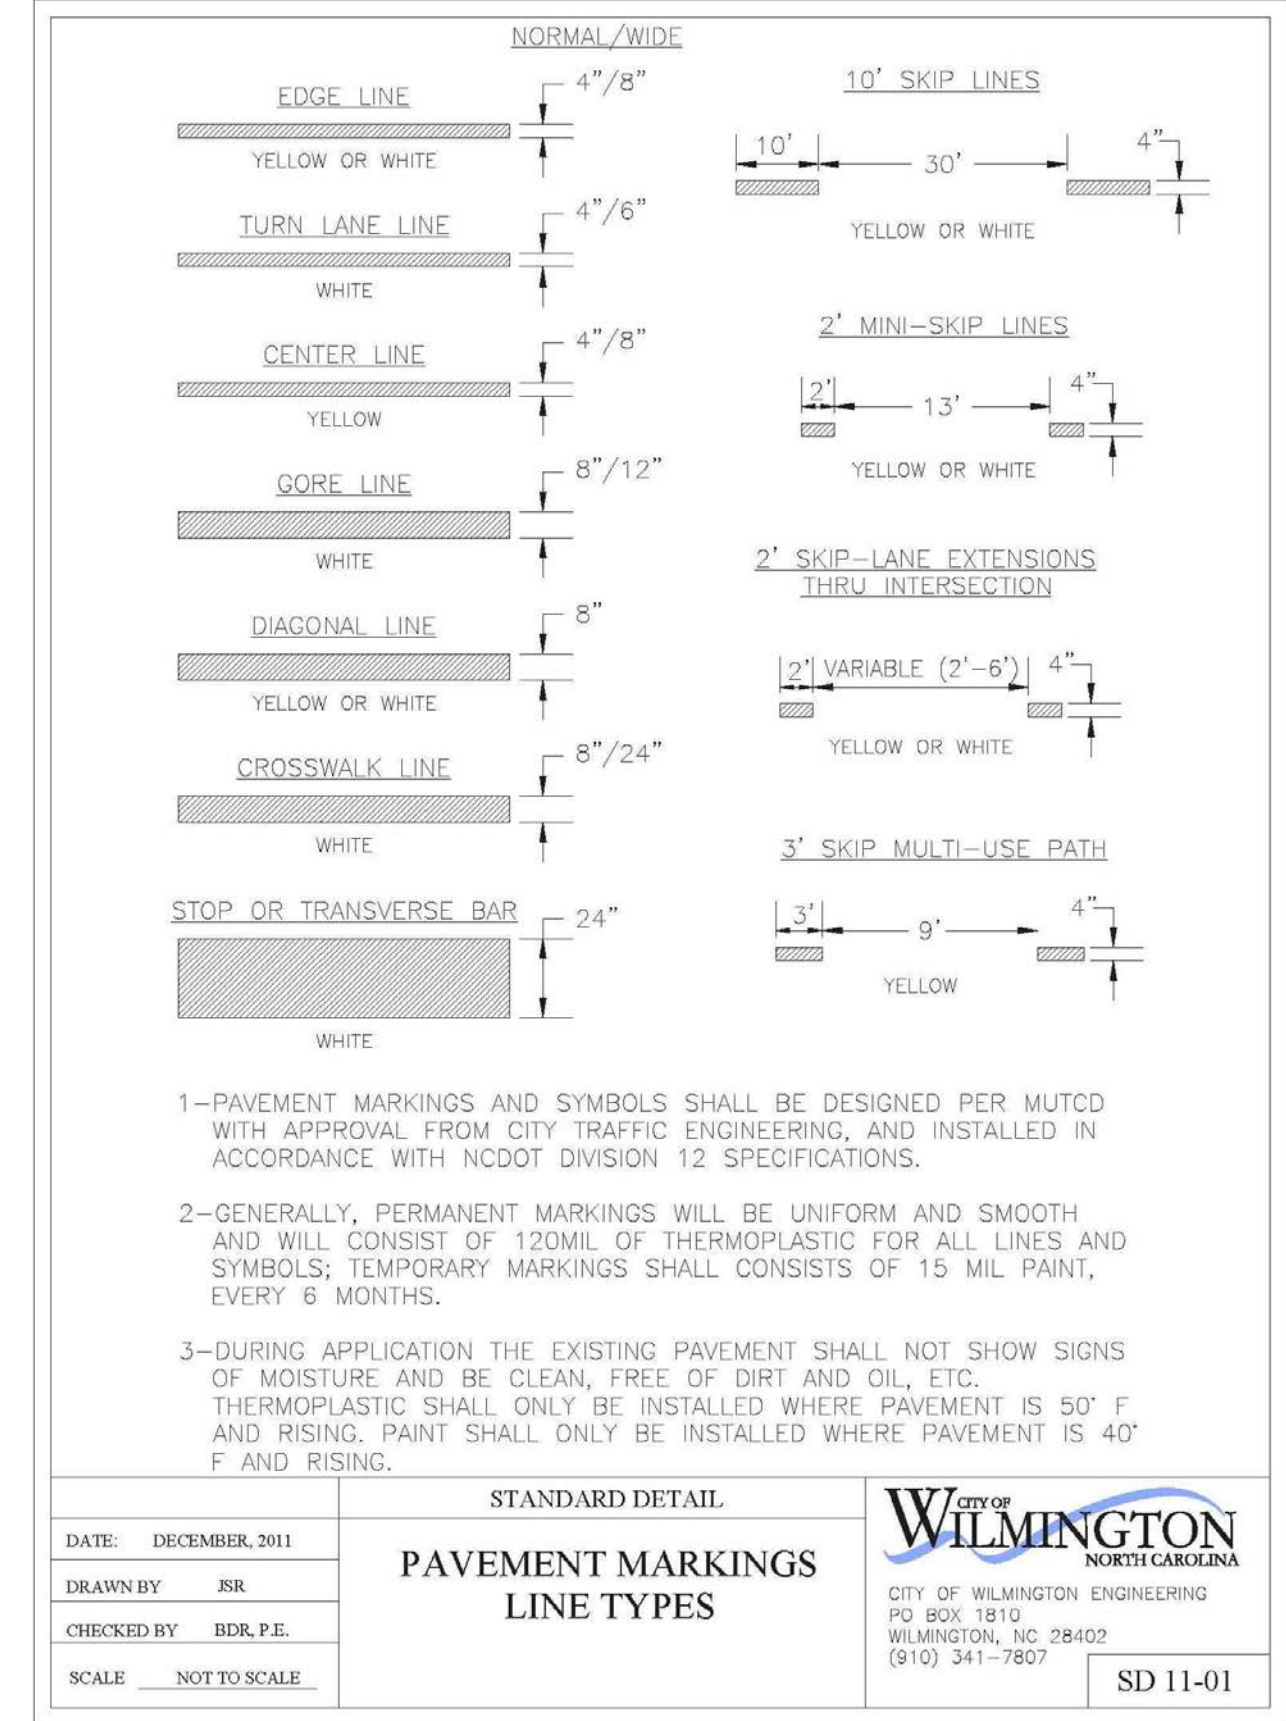 NORMAL/WIDE
EDGE LINE
4"/8"
YELLOW OR WHITE
TURN LANE LINE
4"/6"
WHITE
CENTER LINE
4"/8"
YELLOW
GORE LINE
8"/12"
WHITE
DIAGONAL LINE
8"
YELLOW OR WHITE
CROSSWALK LINE
8"/24"
WHITE
STOP OR TRANSVERSE BAR
24"
WHITE
10' SKIP LINES
10'
30'
4"
YELLOW OR WHITE
2' MINI-SKIP LINES
2'
13'
4"
YELLOW OR WHITE
2' SKIP-LANE EXTENSIONS
THRU INTERSECTION
2'
VARIABLE (2'-6')
4"
YELLOW OR WHITE
3' SKIP MULTI-USE PATH
3'
9'
4"
YELLOW
1-PAVEMENT MARKINGS AND SYMBOLS SHALL BE DESIGNED PER MUTCD
WITH APPROVAL FROM CITY TRAFFIC ENGINEERING, AND INSTALLED IN
ACCORDANCE WITH NCDOT DIVISION 12 SPECIFICATIONS.
2-GENERALLY, PERMANENT MARKINGS WILL BE UNIFORM AND SMOOTH
AND WILL CONSIST OF 120MIL OF THERMOPLASTIC FOR ALL LINES AND
SYMBOLS; TEMPORARY MARKINGS SHALL CONSISTS OF 15 MIL PAINT,
EVERY 6 MONTHS.
3-DURING APPLICATION THE EXISTING PAVEMENT SHALL NOT SHOW SIGNS
OF MOISTURE AND BE CLEAN, FREE OF DIRT AND OIL, ETC.
THERMOPLASTIC SHALL ONLY BE INSTALLED WHERE PAVEMENT IS 50° F
AND RISING. PAINT SHALL ONLY BE INSTALLED WHERE PAVEMENT IS 40°
F AND RISING.
DATE: DECEMBER, 2011
DRAWN BY JSR
CHECKED BY BDR, P.E.
SCALE NOT TO SCALE
STANDARD DETAIL
PAVEMENT MARKINGS
LINE TYPES
CITY OF
WILMINGTON
NORTH CAROLINA
CITY OF WILMINGTON ENGINEERING
PO BOX 1810
WILMINGTON, NC 28402
(910) 341-7807
SD 11-01